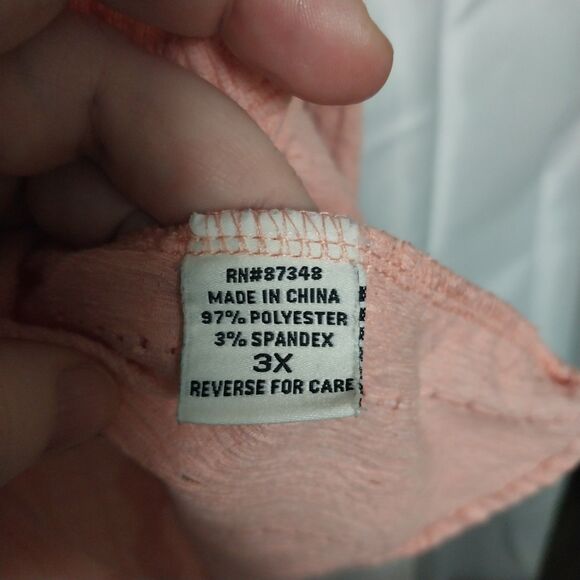 RN#87348
MADE IN CHINA
97% POLYESTER
3% SPANDEX
3X
REVERSE FOR CARE